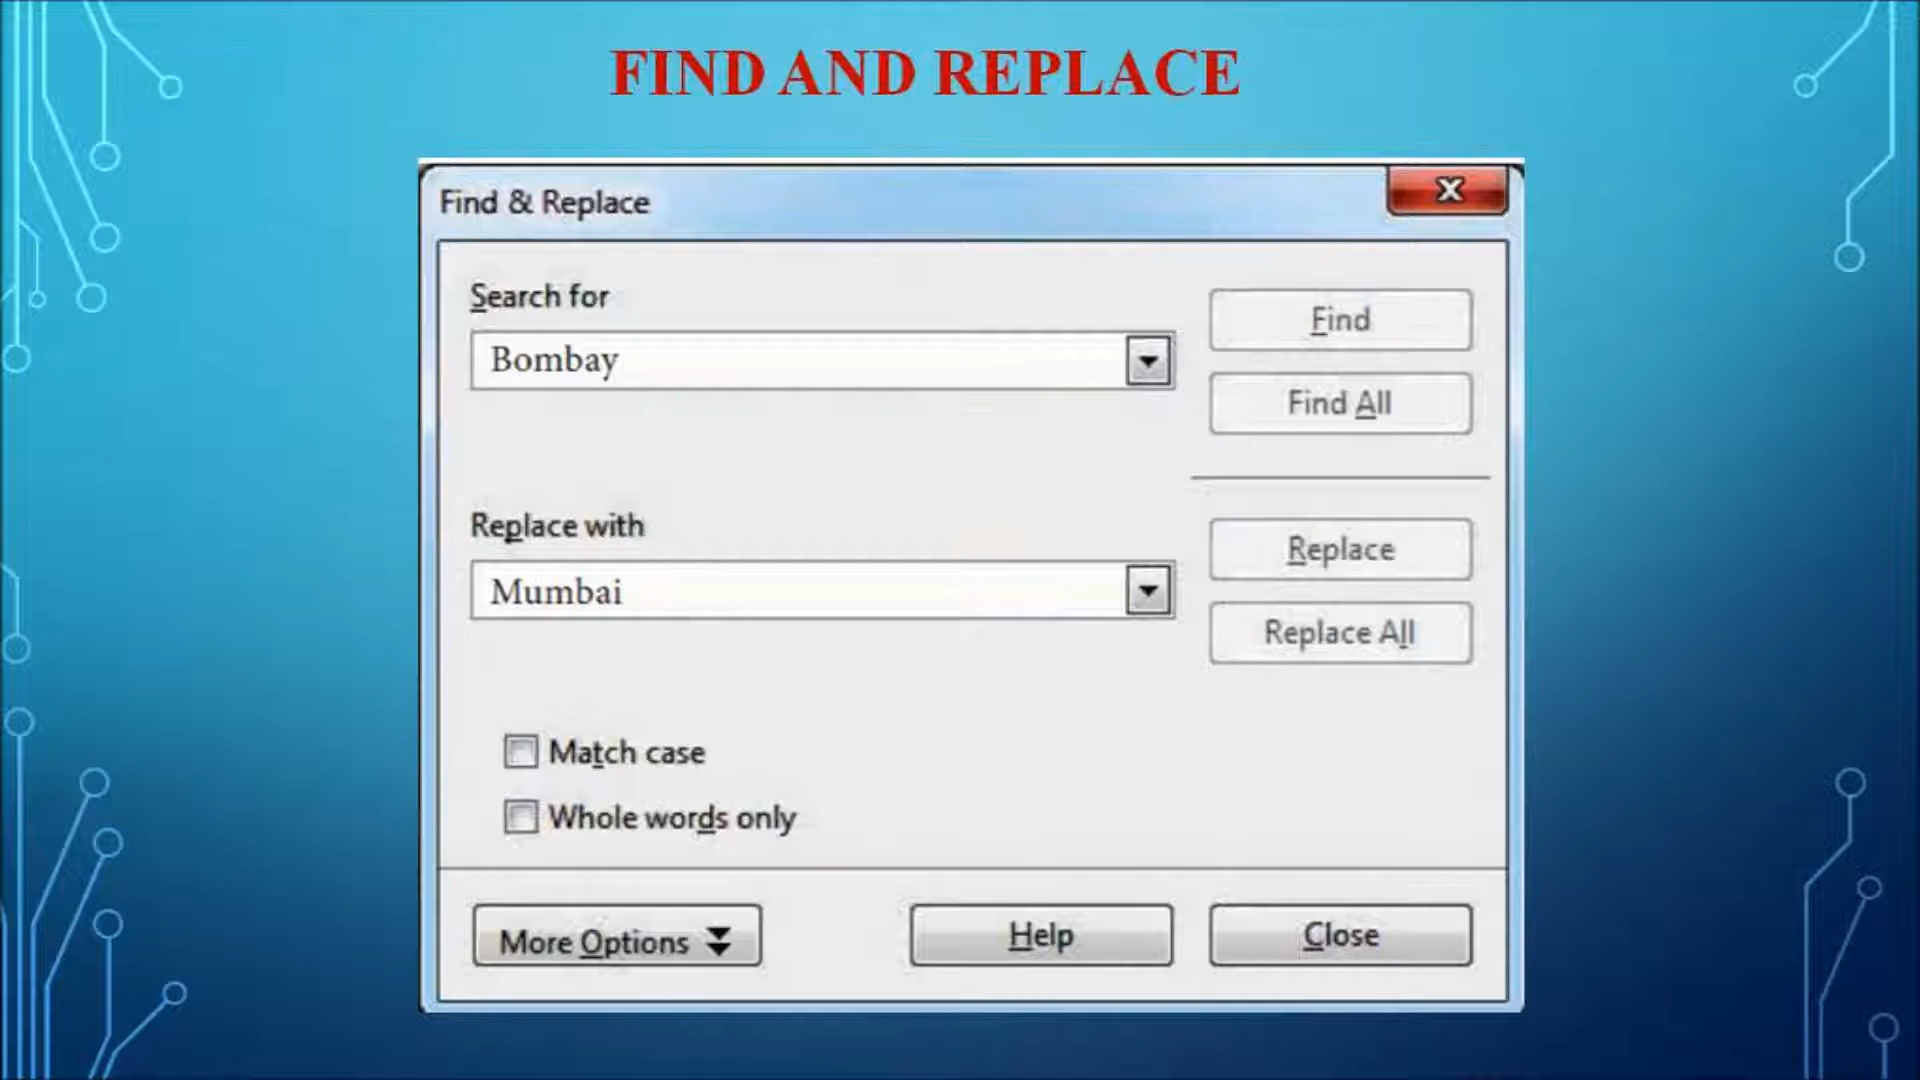 FIND AND REPLACE
Find & Replace
X
Search for
Bombay
Find
Find All
Replace with
Mumbai
Replace
Replace All
Match case
Whole words only
More Options
Help
Close